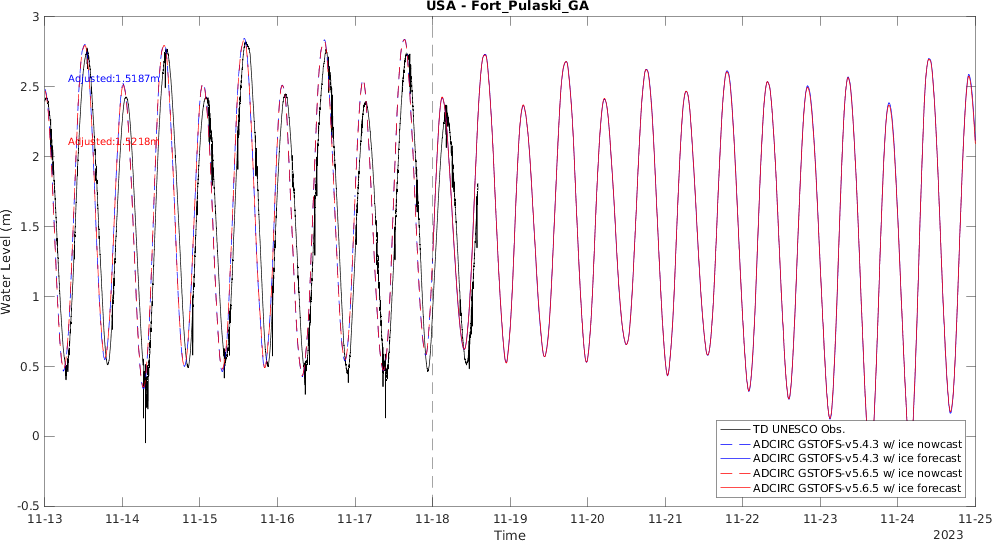 USA - Fort_Pulaski_GA
3
2.5
2
1.5
1
0.5
0
-0.5
Water Level (m)
Adjusted:1.5187m
Adjusted:1.5218m
TD UNESCO Obs.
ADCIRC GSTOFS-v5.4.3 w/ ice nowcast
ADCIRC GSTOFS-v5.4.3 w/ ice forecast
ADCIRC GSTOFS-v5.6.5 w/ ice nowcast
ADCIRC GSTOFS-v5.6.5 w/ ice forecast
11-13 11-14 11-15 11-16 11-17 11-18 11-19 11-20 11-21 11-22 11-23 11-24 11-25
Time
2023